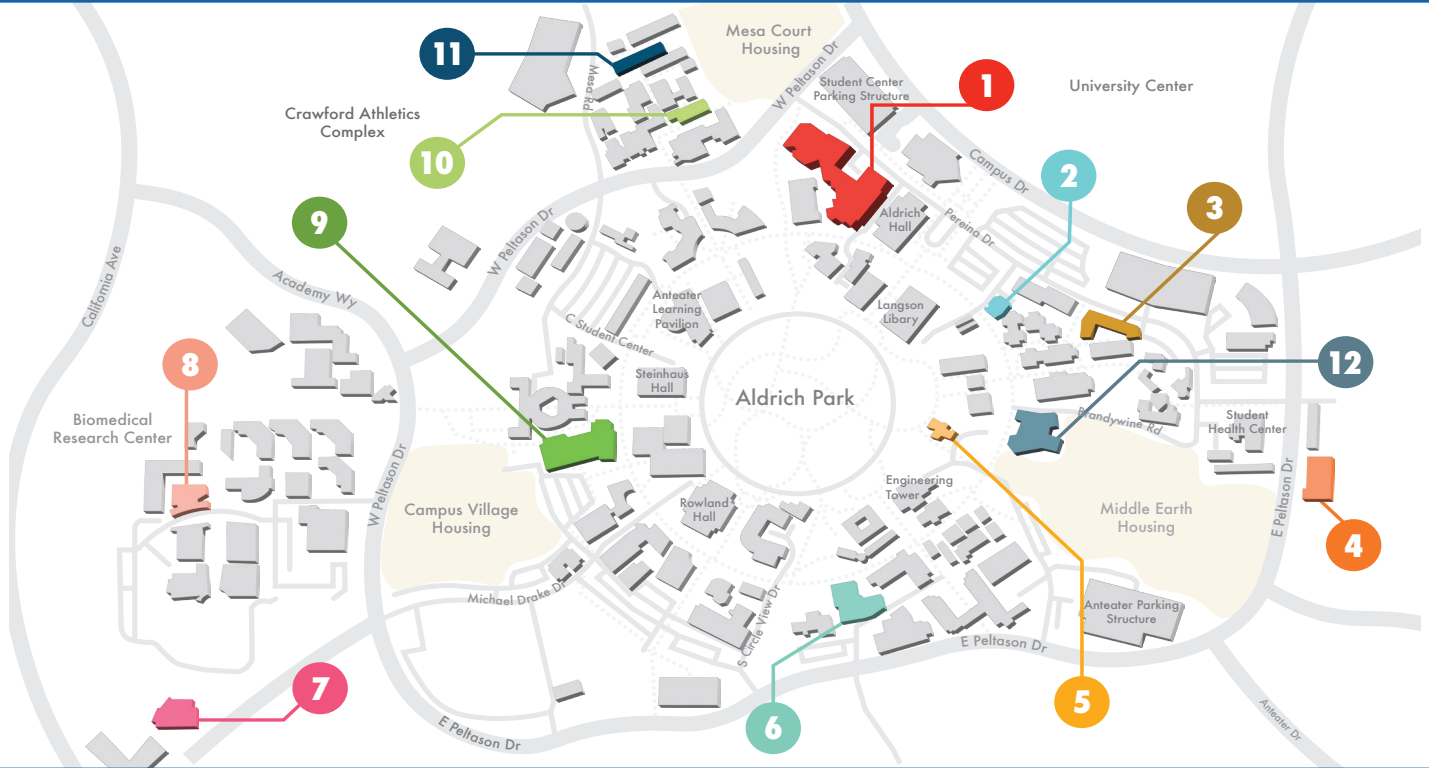 Mesa Court
Housing
11
Mesa Rd
W Peltason Dr
Student Center
Parking Structure
1
University Center
Crawford Athletics
Complex
10
Campus Dr
2
3
9
Aldrich
Hall
Pereina Dr
W Peltason Dr
California Ave
Academy Wy
Anteater
Learning
Pavilion
Langson
Libary
C Student Center
8
Steinhaus
Hall
Aldrich Park
12
Biomedical
Research Center
Brandywine Rd
Student
Health Center
W Peltason Dr
Campus Village
Housing
Rowland
Hall
Engineering
Tower
Middle Earth
Housing
E Peltason Dr
4
Michael Drake Dr
S Circle View Dr
Anteater Parking
Structure
E Peltason Dr
7
6
5
E Peltason Dr
Anteater Dr